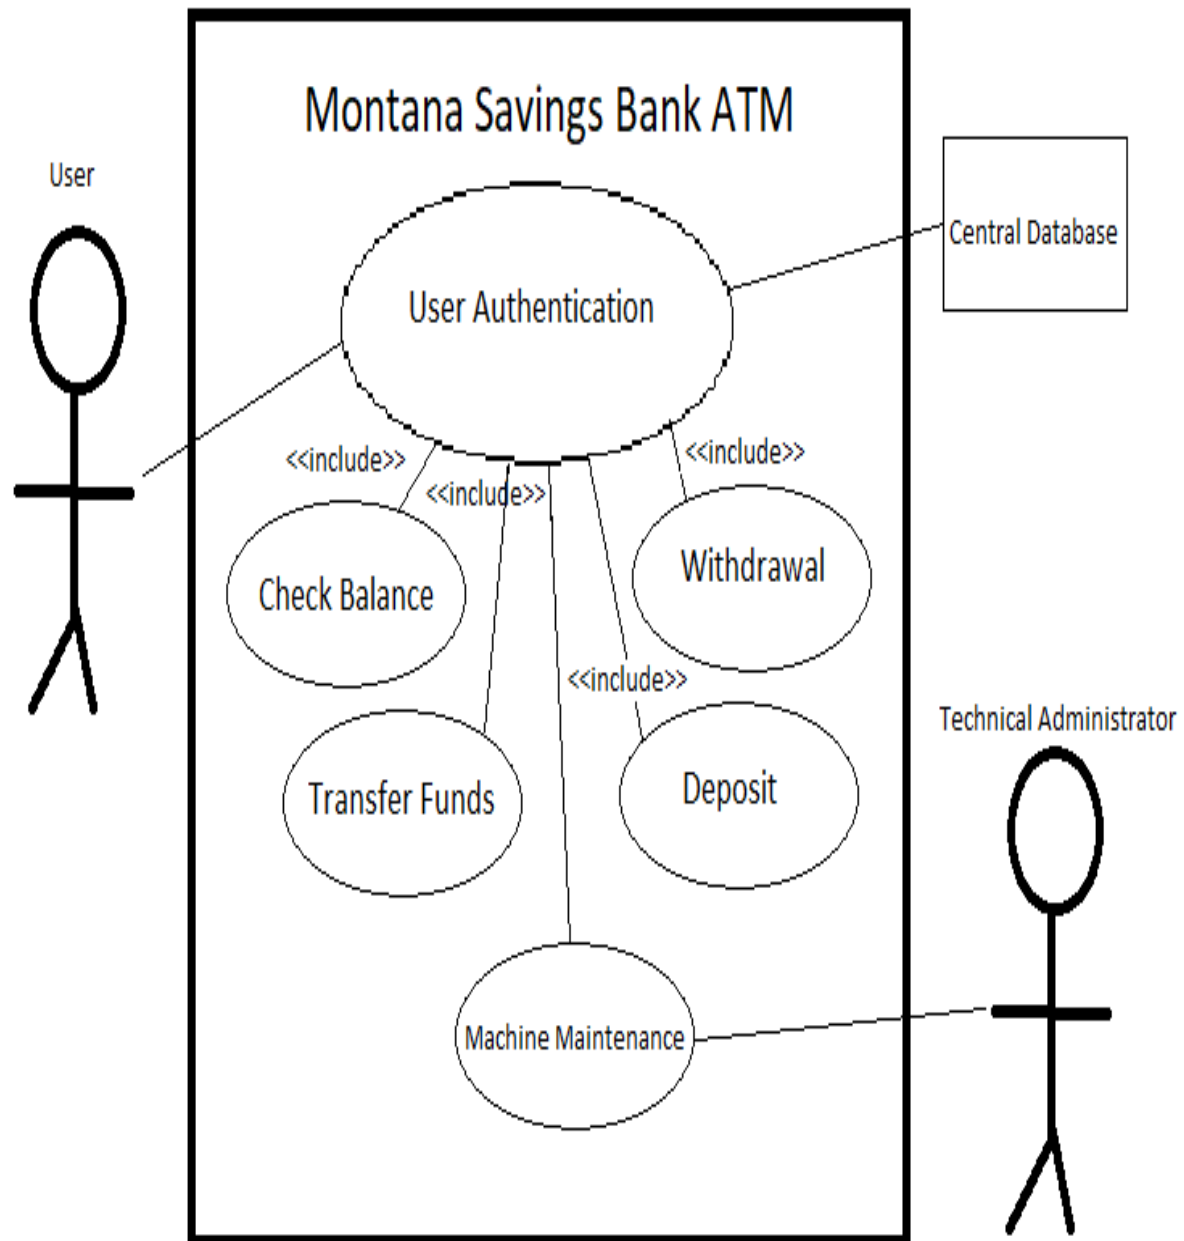 Montana Savings Bank ATM
User
Central Database
User Authentication
<<include>>
<<include>>
<<include>>
Check Balance
Withdrawal
<<include>>
Technical Administrator
Transfer Funds
Deposit
Machine Maintenance